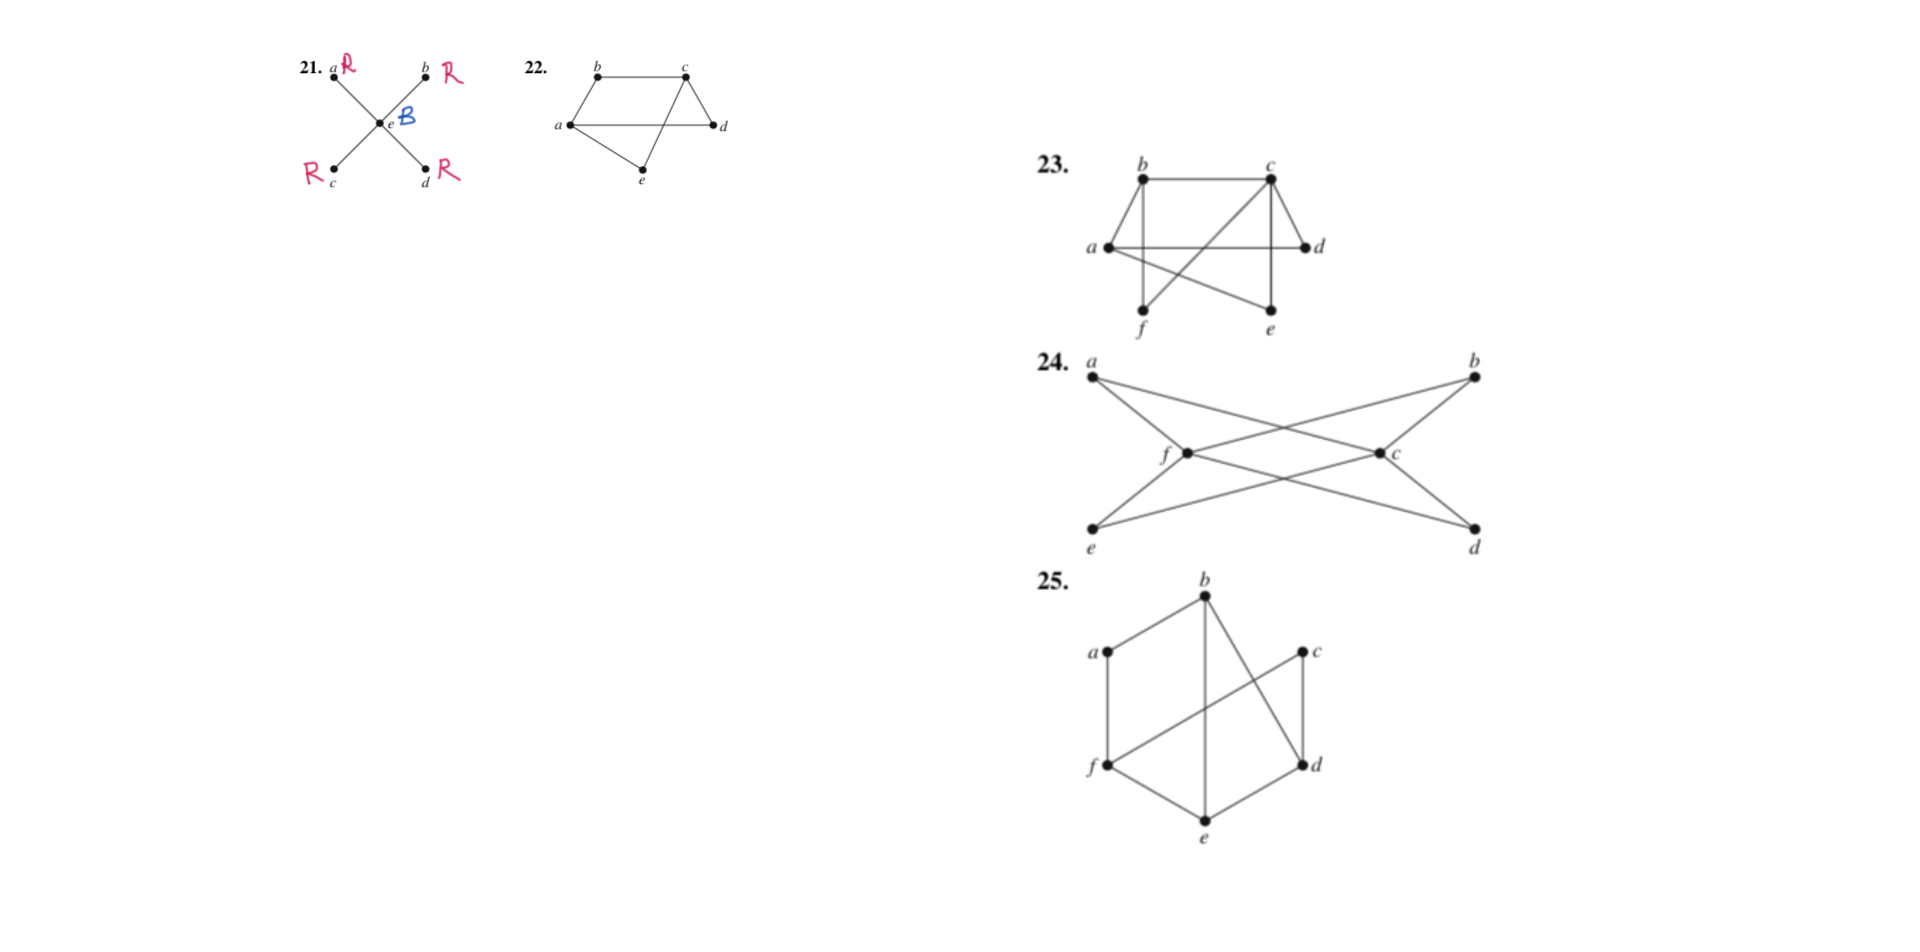 21. a R b R
e B
R c d R
22. b c
a d
e
23. b c
a d
f e
24. a b
f c
e d
25. b
a c
f d
e